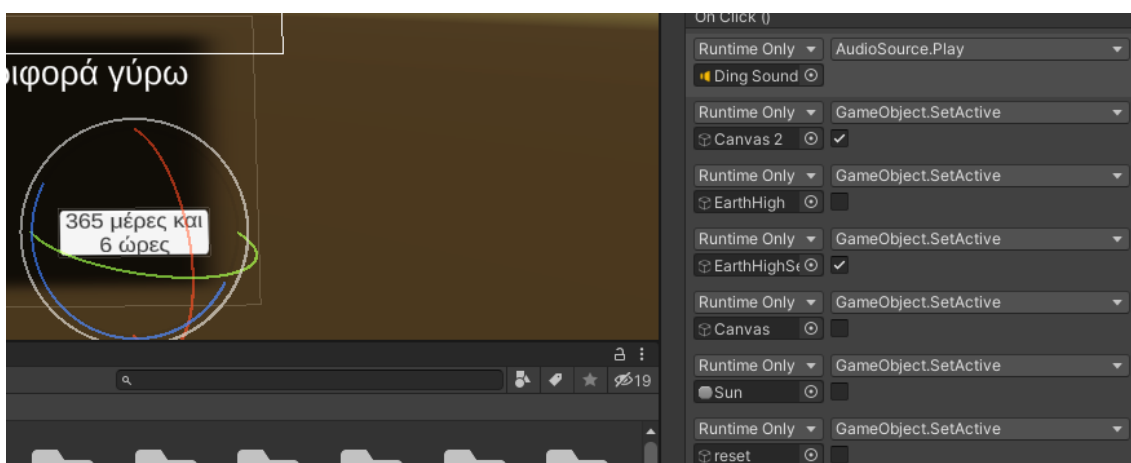 On Click ()
Runtime Only AudioSource.Play
Ding Sound
Runtime Only GameObject.SetActive
Canvas 2
Runtime Only GameObject.SetActive
EarthHigh
Runtime Only GameObject.SetActive
EarthHighSe
Runtime Only GameObject.SetActive
Canvas
Runtime Only GameObject.SetActive
Sun
Runtime Only GameObject.SetActive
reset
ιφορά γύρω
365 μέρες και
6 ώρες
19